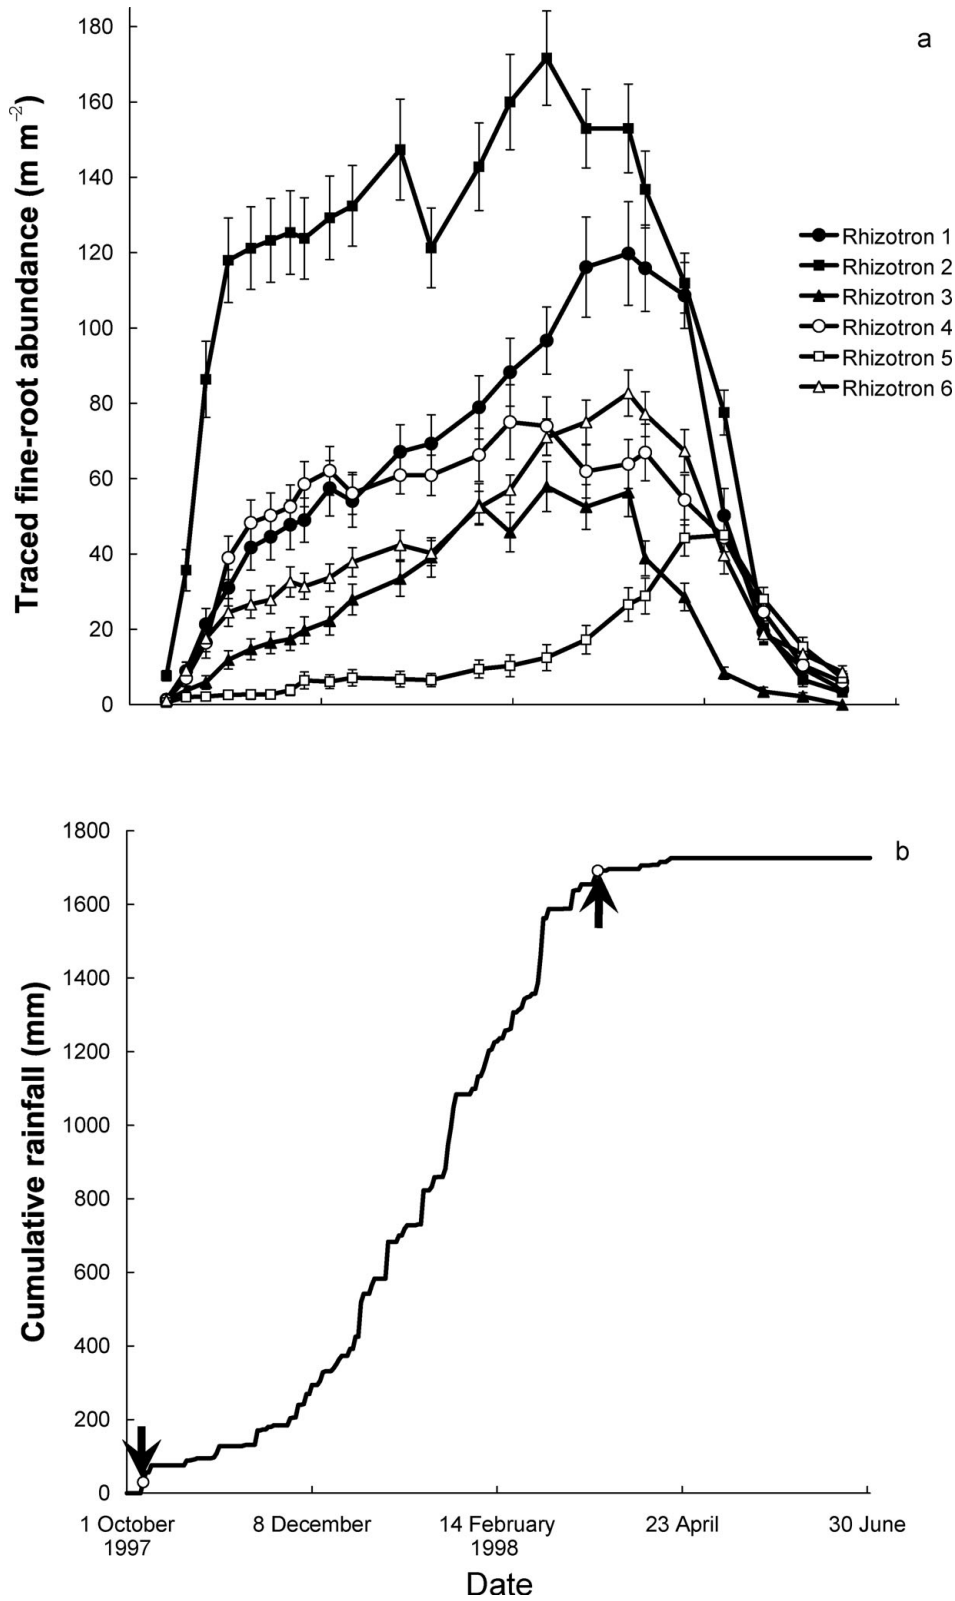 a
Traced fine-root abundance (m m⁻²)
180
160
140
120
100
80
60
40
20
0
Rhizotron 1
Rhizotron 2
Rhizotron 3
Rhizotron 4
Rhizotron 5
Rhizotron 6
b
Cumulative rainfall (mm)
1800
1600
1400
1200
1000
800
600
400
200
0
1 October
1997
8 December
14 February
1998
23 April
30 June
Date